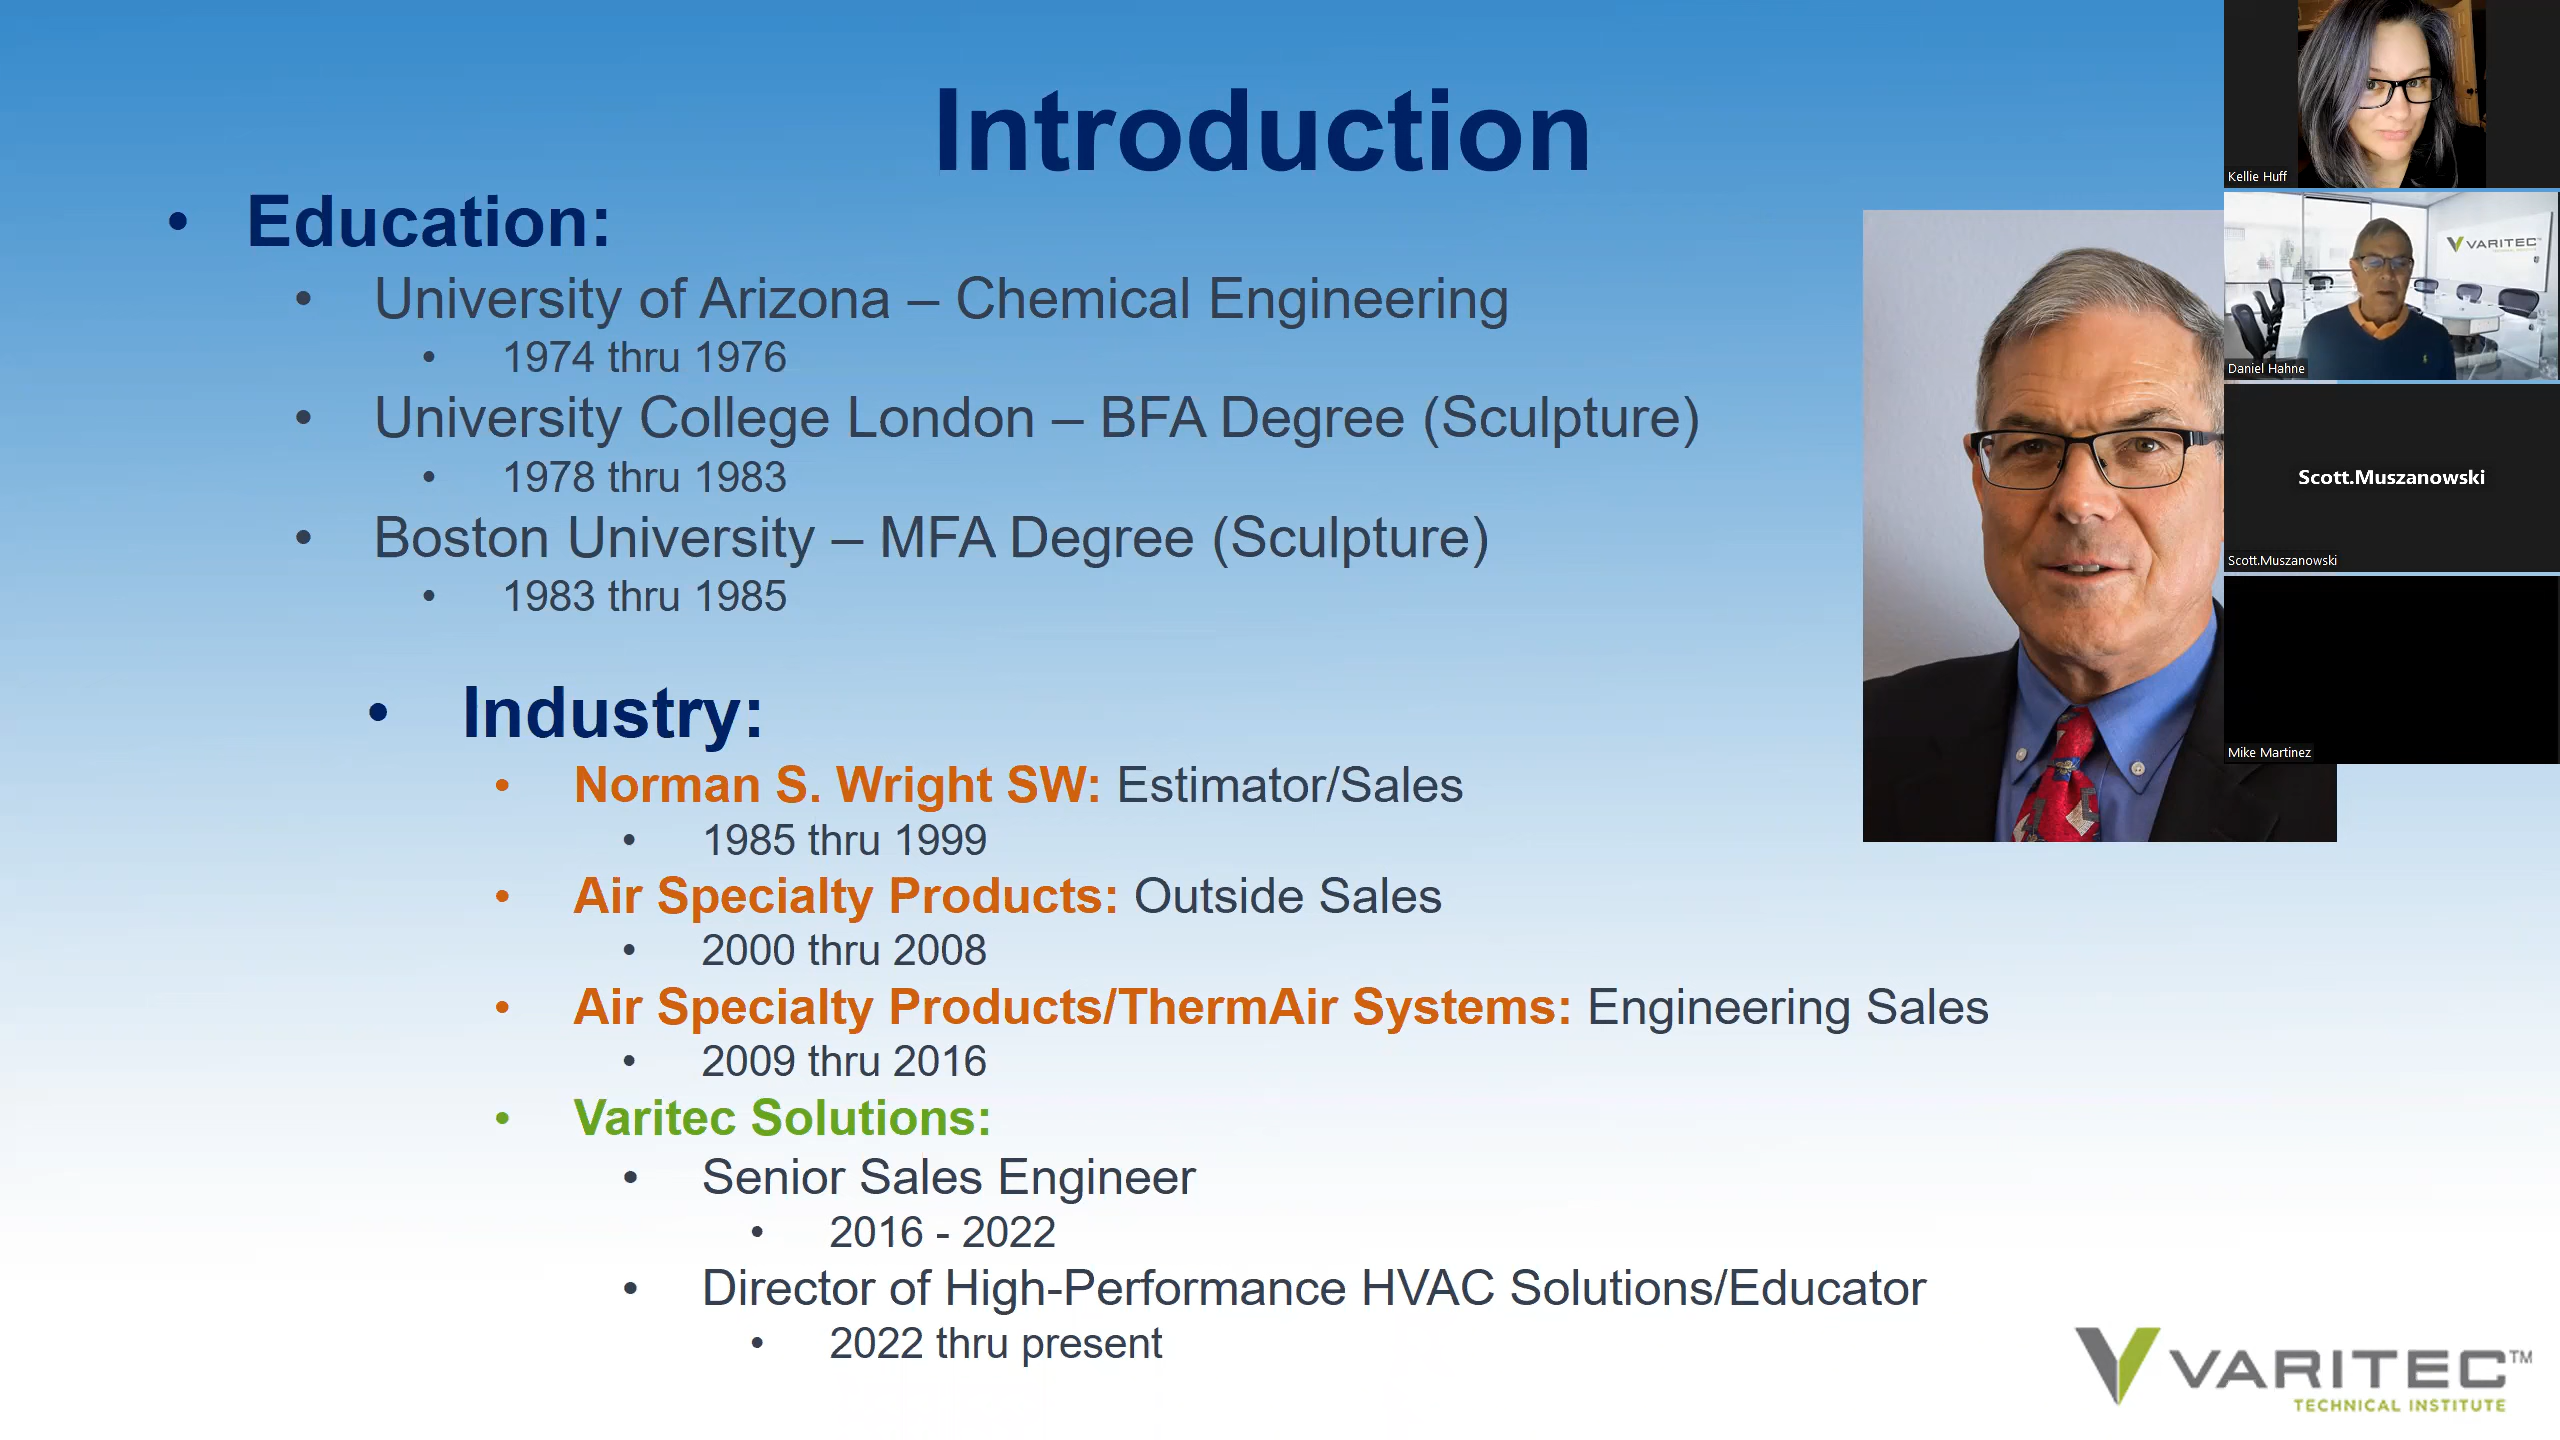 Introduction
• Education:
• University of Arizona – Chemical Engineering
• 1974 thru 1976
• University College London – BFA Degree (Sculpture)
• 1978 thru 1983
• Boston University – MFA Degree (Sculpture)
• 1983 thru 1985
• Industry:
• Norman S. Wright SW: Estimator/Sales
• 1985 thru 1999
• Air Specialty Products: Outside Sales
• 2000 thru 2008
• Air Specialty Products/ThermAir Systems: Engineering Sales
• 2009 thru 2016
• Varitec Solutions:
• Senior Sales Engineer
• 2016 - 2022
• Director of High-Performance HVAC Solutions/Educator
• 2022 thru present
Kellie Huff
VARITEC
Daniel Hahne
Scott.Muszanowski
Scott.Muszanowski
Mike Martinez
VARITEC™
TECHNICAL INSTITUTE